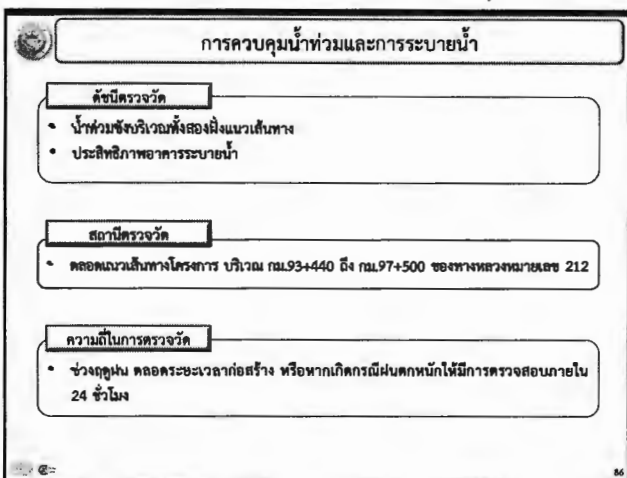 การควบคุมน้ำท่วมและการระบายน้ำ
ดัชนีตรวจวัด
• น้ำท่วมขังบริเวณทั้งสองฝั่งแนวเส้นทาง
• ประสิทธิภาพอาคารระบายน้ำ
สถานีตรวจวัด
• ตลอดแนวเส้นทางโครงการ บริเวณ กม.93+440 ถึง กม.97+500 ของทางหลวงหมายเลข 212
ความถี่ในการตรวจวัด
• ช่วงฤดูฝน ตลอดระยะเวลาก่อสร้าง หรือหากเกิดกรณีฝนตกหนักให้มีการตรวจสอบภายใน
24 ชั่วโมง
86